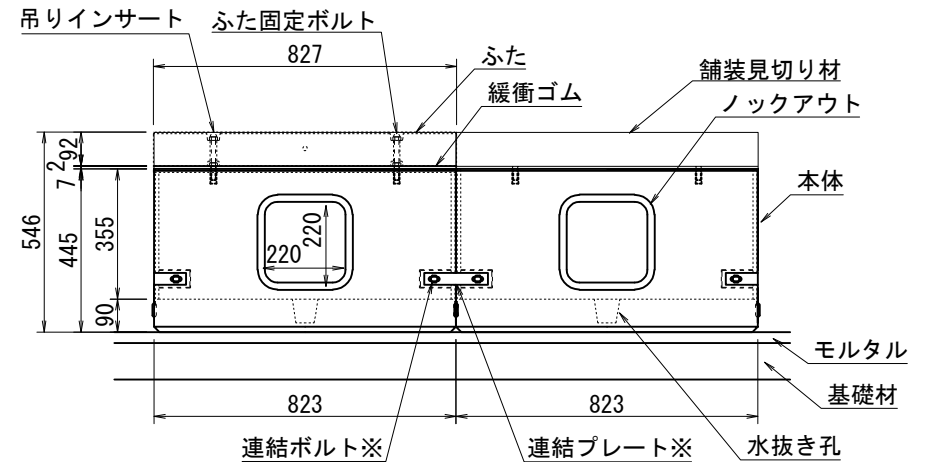 吊りインサート
ふた固定ボルト
827
ふた
緩衝ゴム
舗装見切り材
ノックアウト
本体
546
92
2
7
445
355
90
220
220
モルタル
基礎材
823
823
連結ボルト※
連結プレート※
水抜き孔